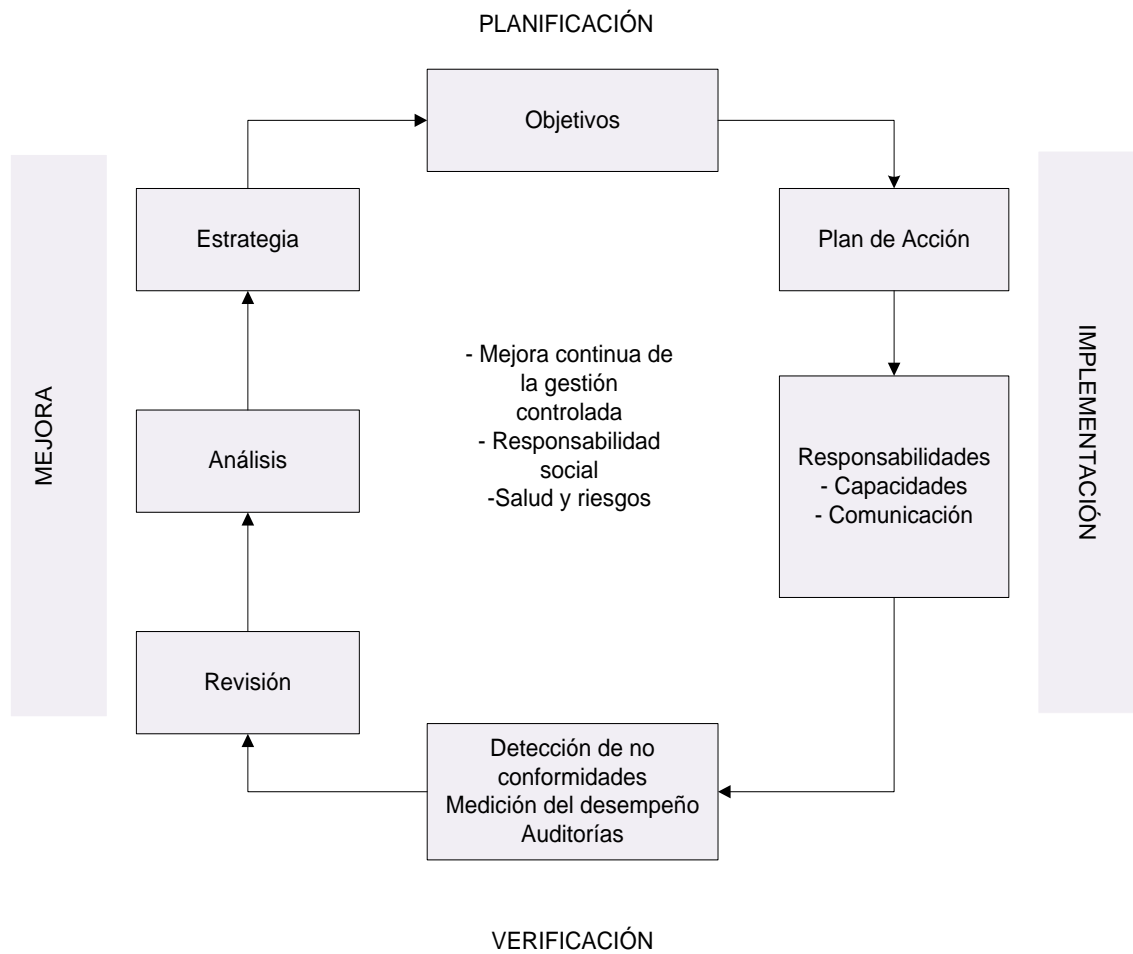 PLANIFICACIÓN
Objetivos
Estrategia
Plan de Acción
MEJORA
IMPLEMENTACIÓN
- Mejora continua de
la gestión
controlada
- Responsabilidad
social
-Salud y riesgos
Análisis
Responsabilidades
- Capacidades
- Comunicación
Revisión
Detección de no
conformidades
Medición del desempeño
Auditorías
VERIFICACIÓN